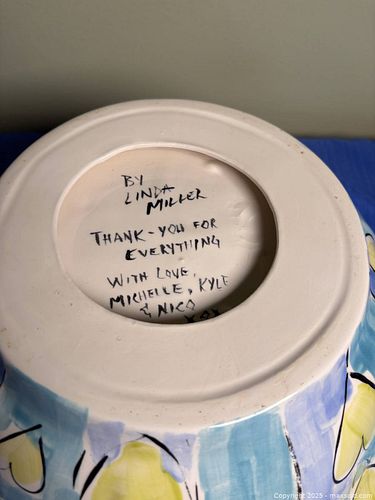 BY
LINDA
MILLER
THANK-YOU FOR
EVERYTHING
WITH LOVE,
MICHELLE, KYLE
& NICO
XOX
Copyright 2025 - maxsold.com